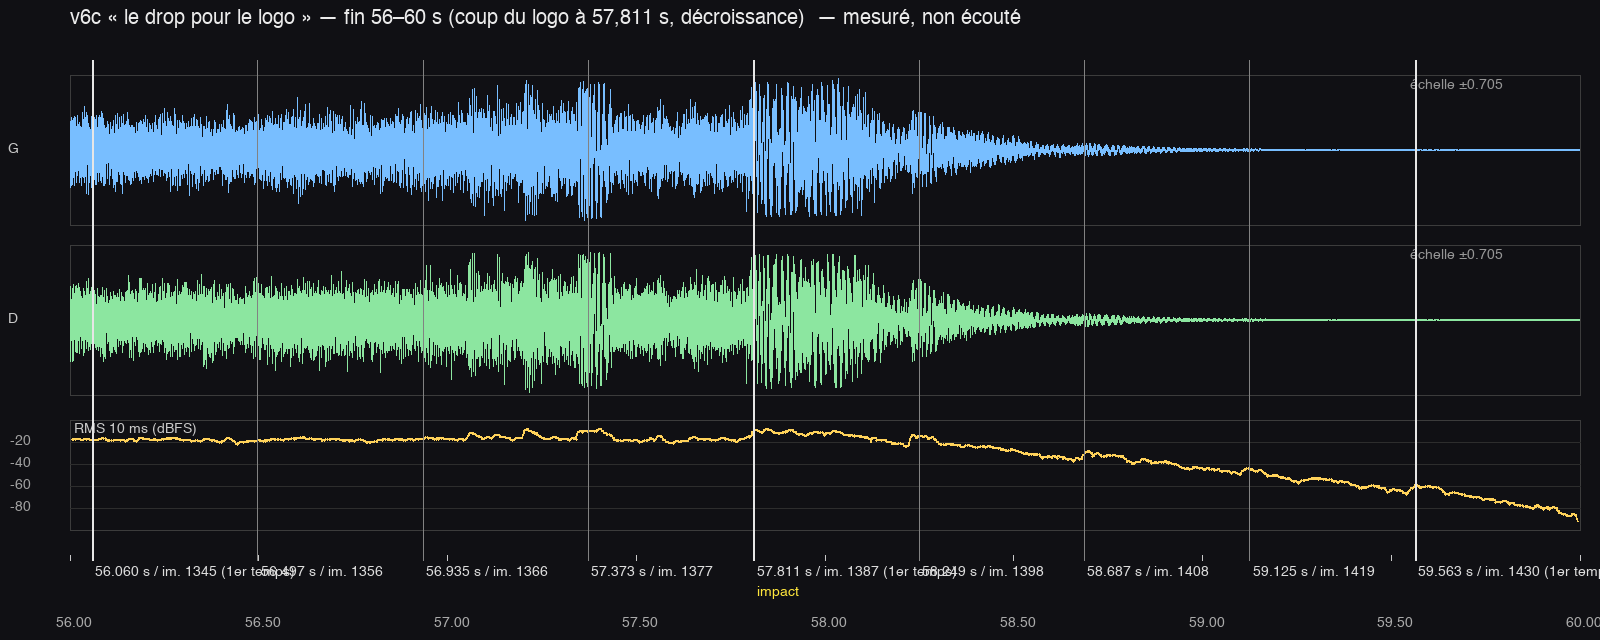 v6c « le drop pour le logo » — fin 56–60 s (coup du logo à 57,811 s, décroissance) — mesuré, non écouté
échelle ±0.705
G
échelle ±0.705
D
RMS 10 ms (dBFS)
-20
-40
-60
-80
56.060 s / im. 1345 (1er temps) 56.497 s / im. 1356 56.935 s / im. 1366 57.373 s / im. 1377 57.811 s / im. 1387 (1er temps) 58.249 s / im. 1398 58.687 s / im. 1408 59.125 s / im. 1419 59.563 s / im. 1430 (1er temp
impact
56.00 56.50 57.00 57.50 58.00 58.50 59.00 59.50 60.00